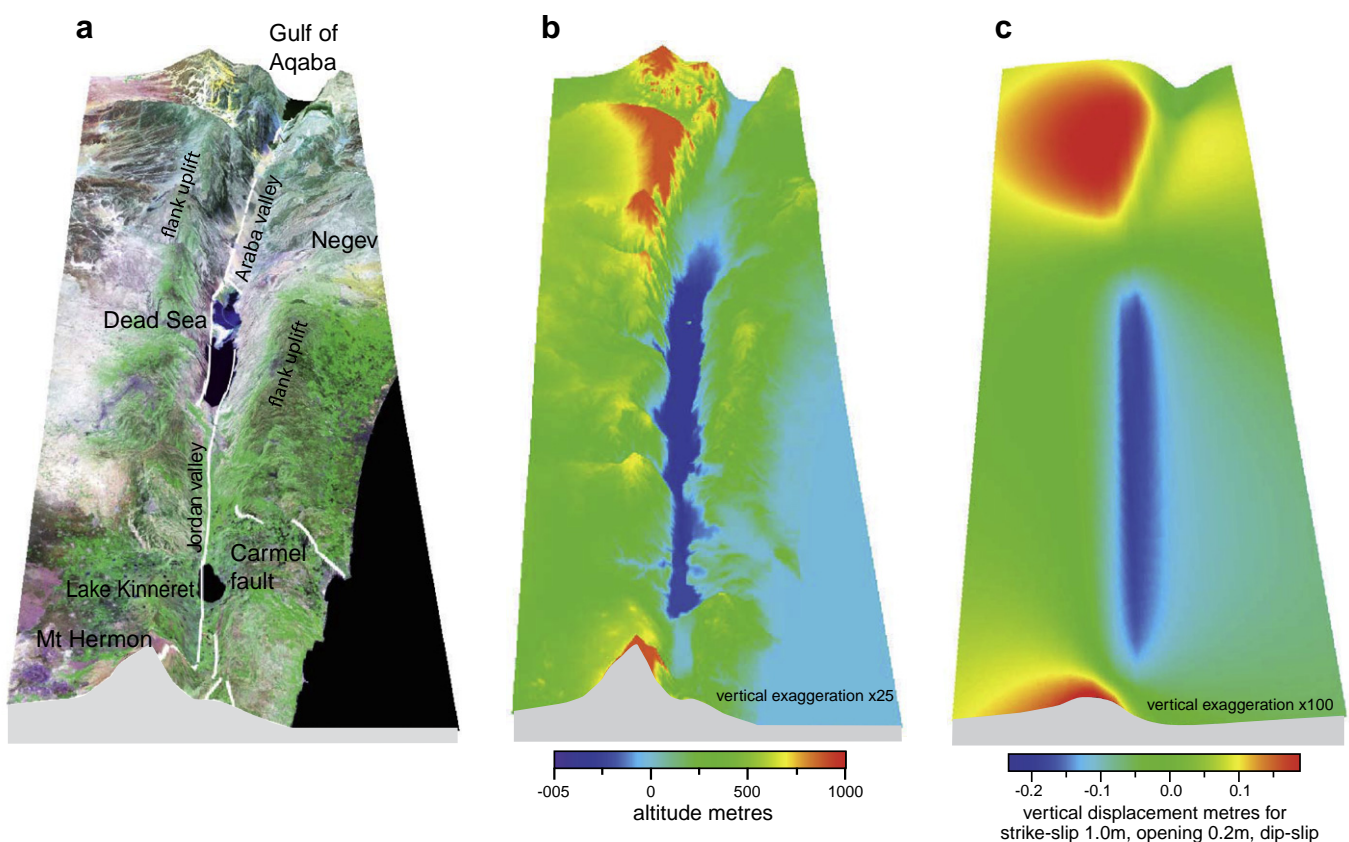 a
Gulf of
Aqaba
flank uplift
Araba valley
Negev
Dead Sea
flank uplift
Jordan valley
Carmel
fault
Lake Kinneret
Mt Hermon
b
vertical exaggeration x25
-005 0 500 1000
altitude metres
c
vertical exaggeration x100
-0.2 -0.1 0.0 0.1
vertical displacement metres for
strike-slip 1.0m, opening 0.2m, dip-slip